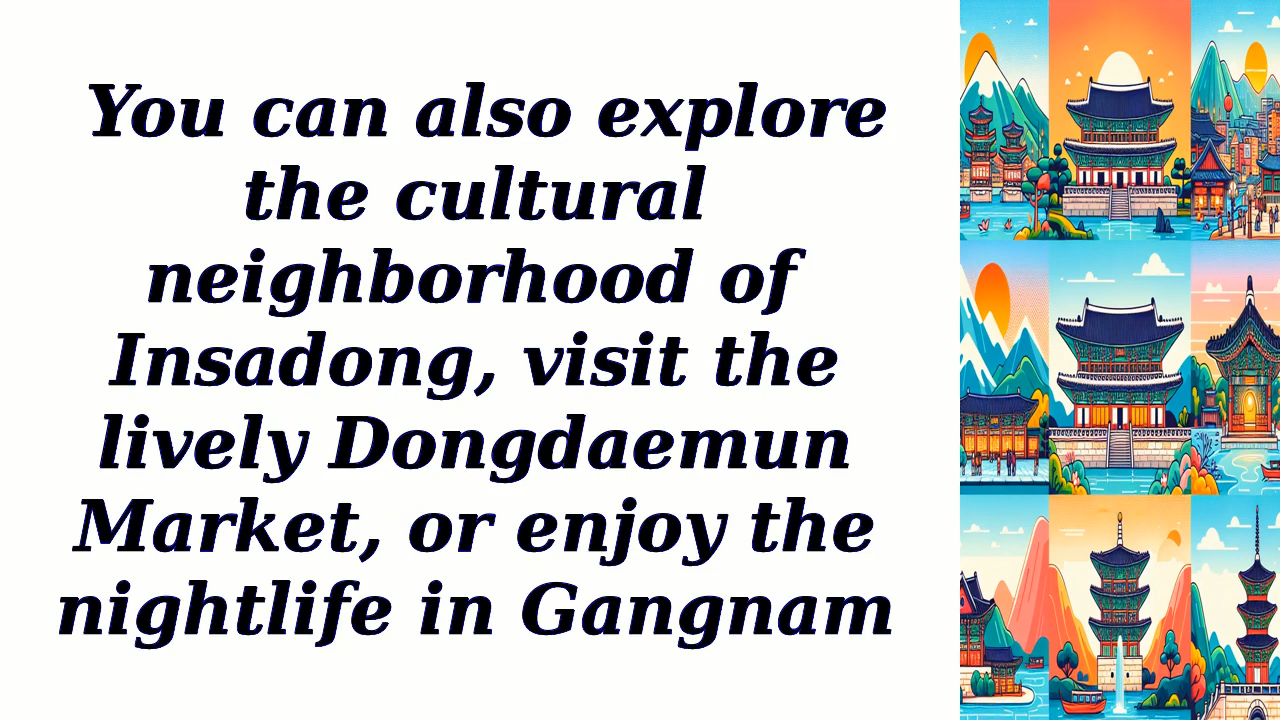 You can also explore
the cultural
neighborhood of
Insadong, visit the
lively Dongdaemun
Market, or enjoy the
nightlife in Gangnam